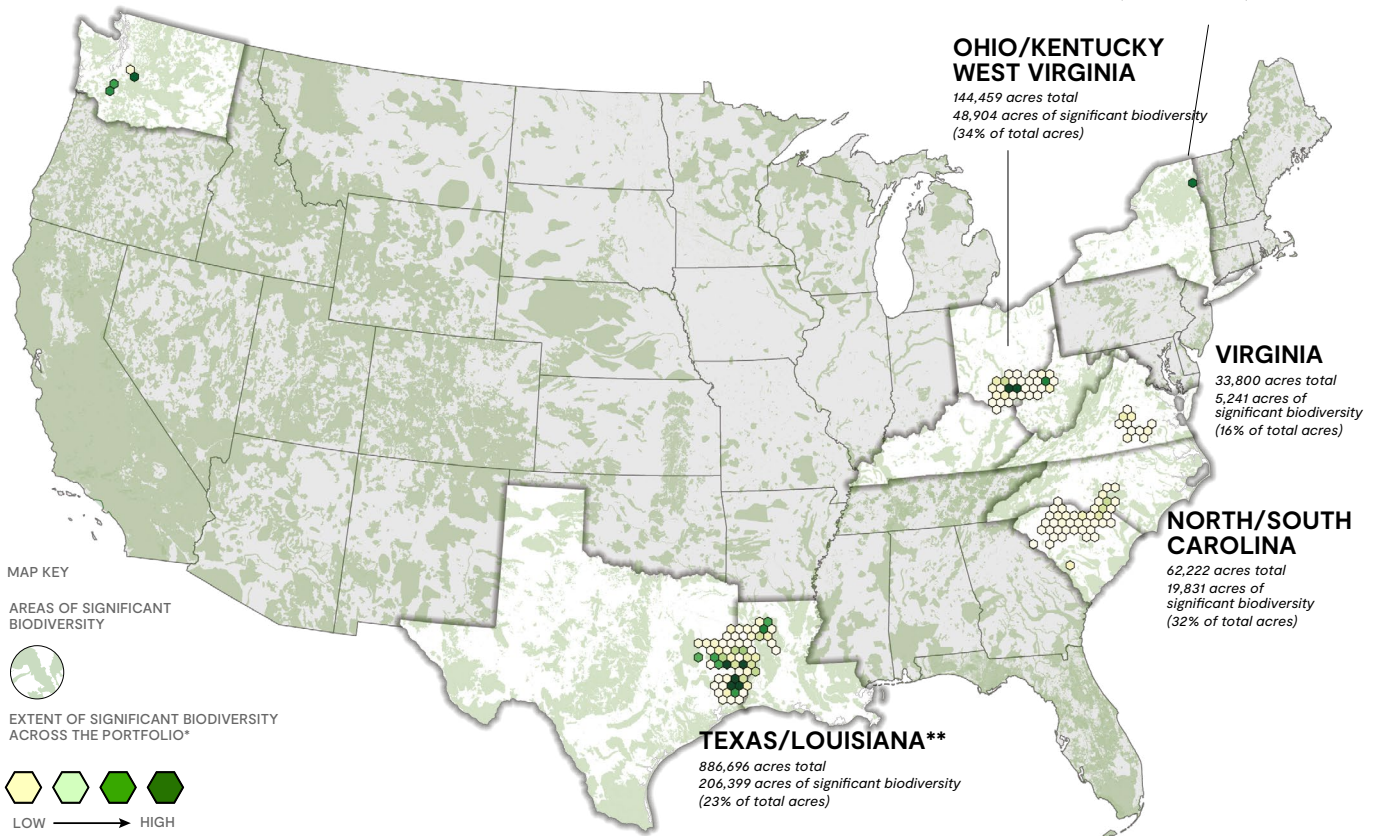 OHIO/KENTUCKY
WEST VIRGINIA
144,459 acres total
48,904 acres of significant biodiversity
(34% of total acres)
VIRGINIA
33,800 acres total
5,241 acres of
significant biodiversity
(16% of total acres)
NORTH/SOUTH
CAROLINA
62,222 acres total
19,831 acres of
significant biodiversity
(32% of total acres)
TEXAS/LOUISIANA**
886,696 acres total
206,399 acres of significant biodiversity
(23% of total acres)
MAP KEY
AREAS OF SIGNIFICANT
BIODIVERSITY
EXTENT OF SIGNIFICANT BIODIVERSITY
ACROSS THE PORTFOLIO*
LOW HIGH